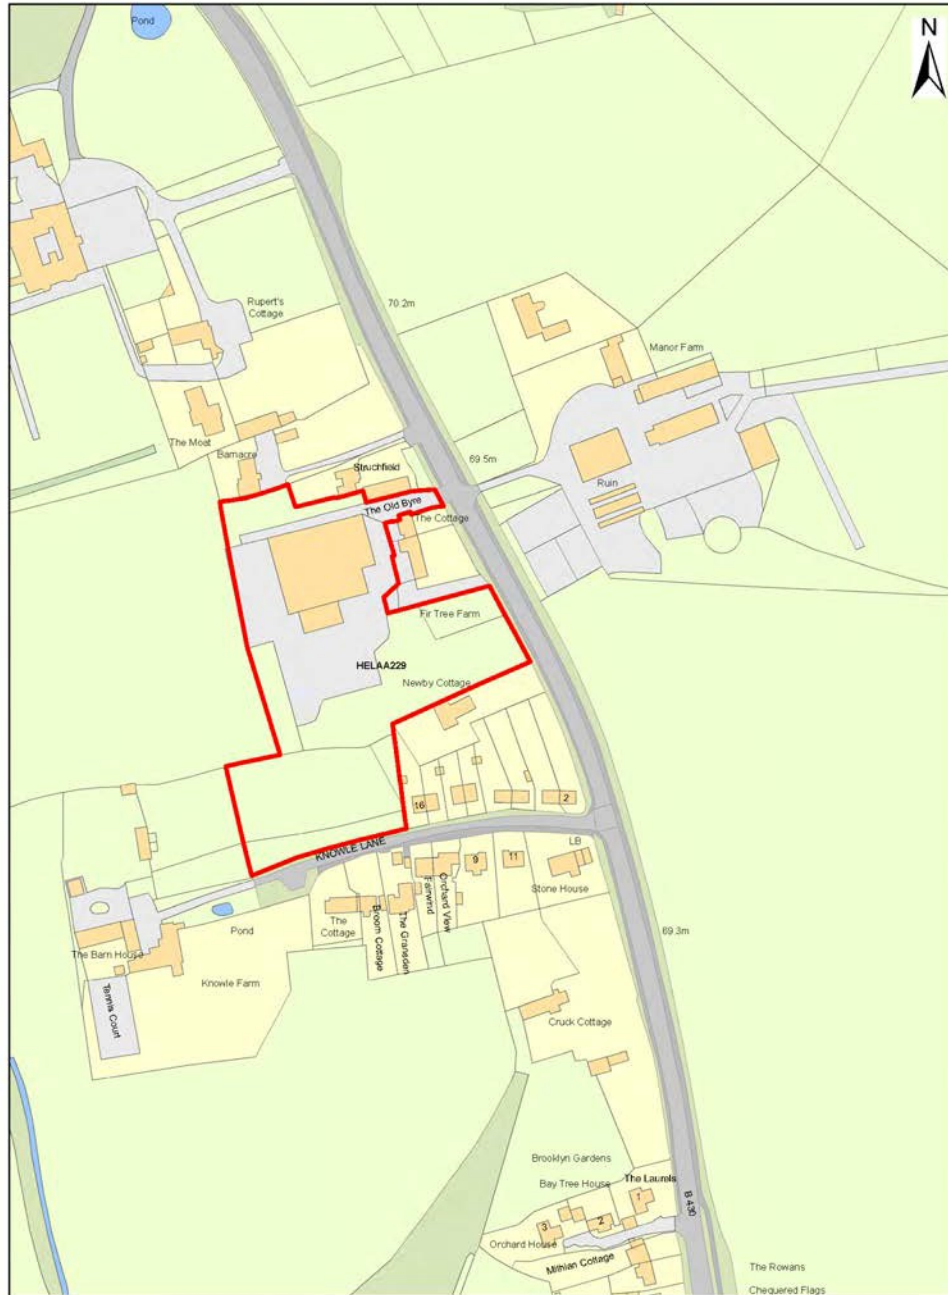 Pond
N
Rupert's
Cottage
70.2m
Manor Farm
The Moat
Barnacre
Struchfield
69.5m
Ruin
The Old Byre
The Cottage
Fir Tree Farm
HELAA229
Newby Cottage
16
2
KNOWLE LANE
LB
9
11
Stone House
Fairwind
Orchard View
The
Cottage
Broom Cottage
The Gransden
Pond
69.3m
The Barn House
Knowle Farm
Tennis Court
Cruck Cottage
Brooklyn Gardens
Bay Tree House
The Laurels
1
B 430
2
3
Orchard House
Mithian Cottage
The Rowans
Chequered Flags